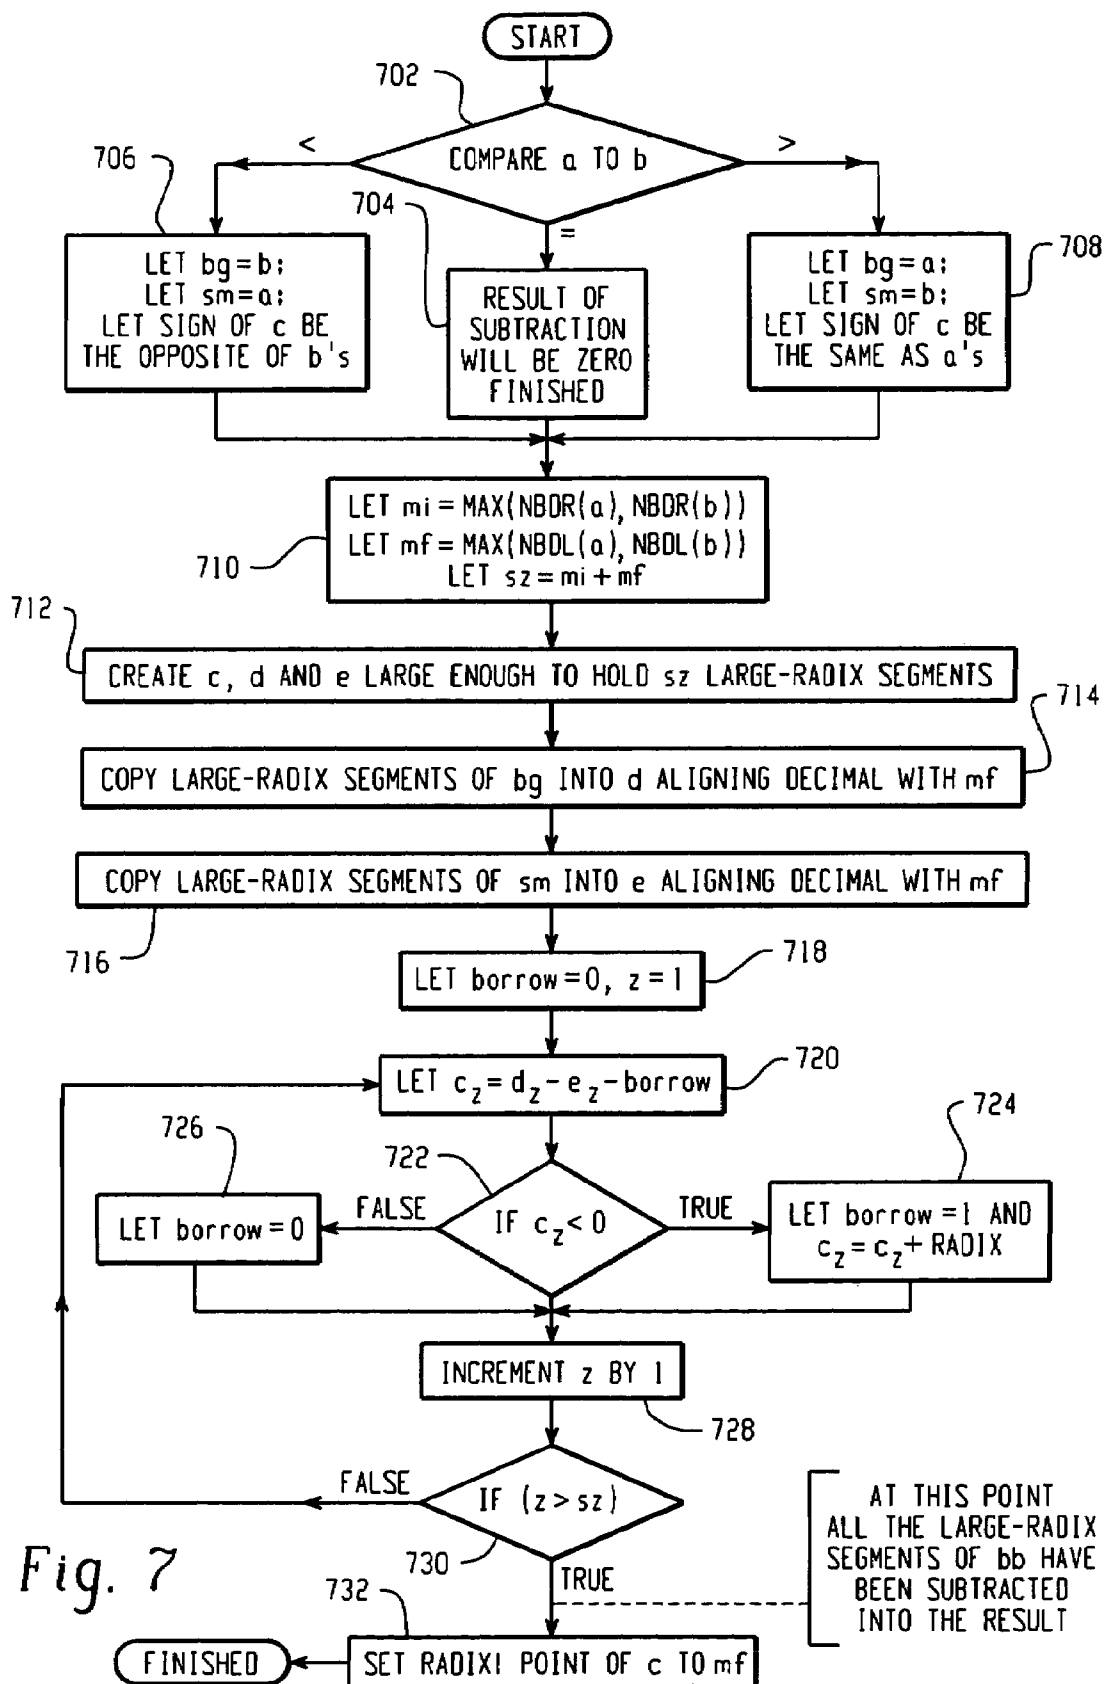 START
702
COMPARE a TO b
<
>
706
704
=
708
LET bg=b;
LET sm=a;
LET SIGN OF c BE
THE OPPOSITE OF b's
RESULT OF
SUBTRACTION
WILL BE ZERO
FINISHED
LET bg=a;
LET sm=b;
LET SIGN OF c BE
THE SAME AS a's
LET mi = MAX(NBDR(a), NBDR(b))
LET mf = MAX(NBDL(a), NBDL(b))
LET sz = mi + mf
710
712
CREATE c, d AND e LARGE ENOUGH TO HOLD sz LARGE-RADIX SEGMENTS
714
COPY LARGE-RADIX SEGMENTS OF bg INTO d ALIGNING DECIMAL WITH mf
COPY LARGE-RADIX SEGMENTS OF sm INTO e ALIGNING DECIMAL WITH mf
716
718
LET borrow=0, z=1
720
LET c_z = d_z - e_z - borrow
726
722
724
LET borrow=0
FALSE
IF c_z < 0
TRUE
LET borrow =1 AND
c_z = c_z + RADIX
INCREMENT z BY 1
728
FALSE
IF (z > sz)
730
TRUE
AT THIS POINT
ALL THE LARGE-RADIX
SEGMENTS OF bb HAVE
BEEN SUBTRACTED
INTO THE RESULT
Fig. 7
732
FINISHED
SET RADIXI POINT OF c TO mf